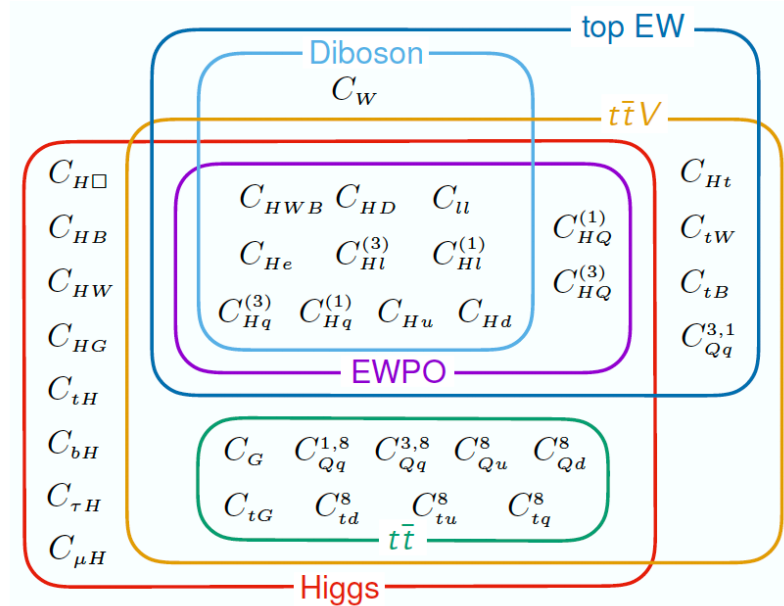 top EW
Diboson
C_W
tt̄V
C_{H□}
C_{HWB} C_{HD} C_{ll}
C_{Ht}
C_{HB}
C_{HQ}^{(1)}
C_{tW}
C_{He} C_{Hl}^{(3)} C_{Hl}^{(1)}
C_{HW}
C_{HQ}^{(3)}
C_{tB}
C_{Hq}^{(3)} C_{Hq}^{(1)} C_{Hu} C_{Hd}
C_{HG}
C_{Qq}^{3,1}
EWPO
C_{tH}
C_{bH}
C_G C_{Qq}^{1,8} C_{Qq}^{3,8} C_{Qu}^{8} C_{Qd}^{8}
C_{τH}
C_{tG} C_{td}^{8} C_{tu}^{8} C_{tq}^{8}
tt̄
C_{μH}
Higgs